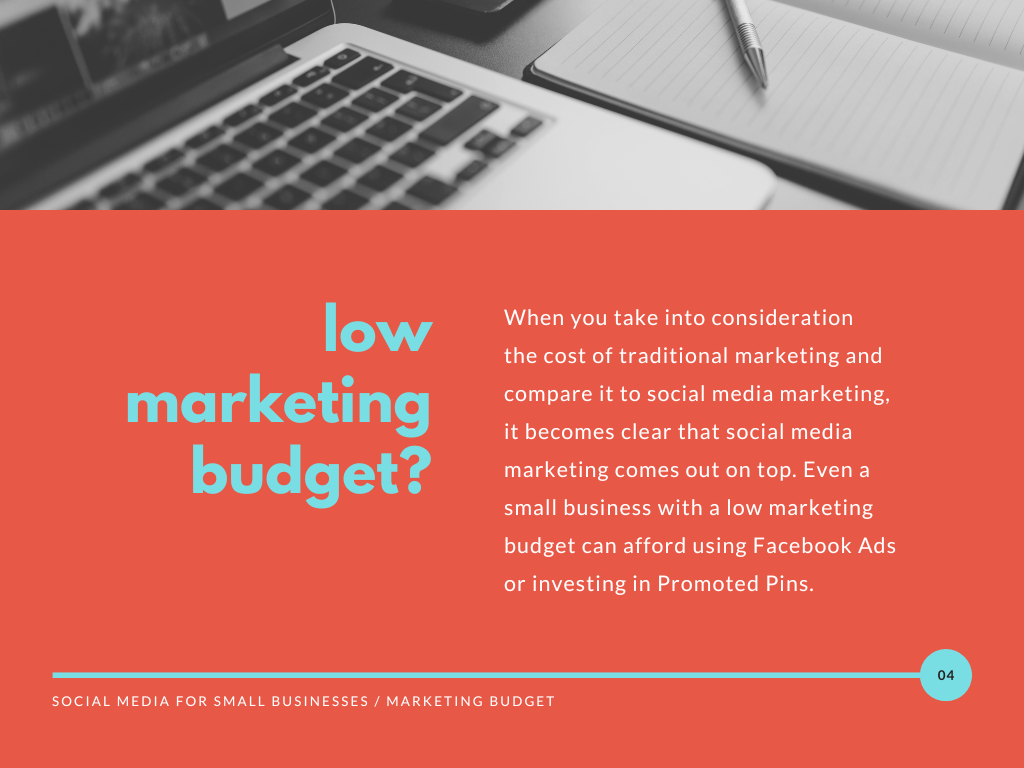 low
marketing
budget?
When you take into consideration
the cost of traditional marketing and
compare it to social media marketing,
it becomes clear that social media
marketing comes out on top. Even a
small business with a low marketing
budget can afford using Facebook Ads
or investing in Promoted Pins.
04
SOCIAL MEDIA FOR SMALL BUSINESSES / MARKETING BUDGET